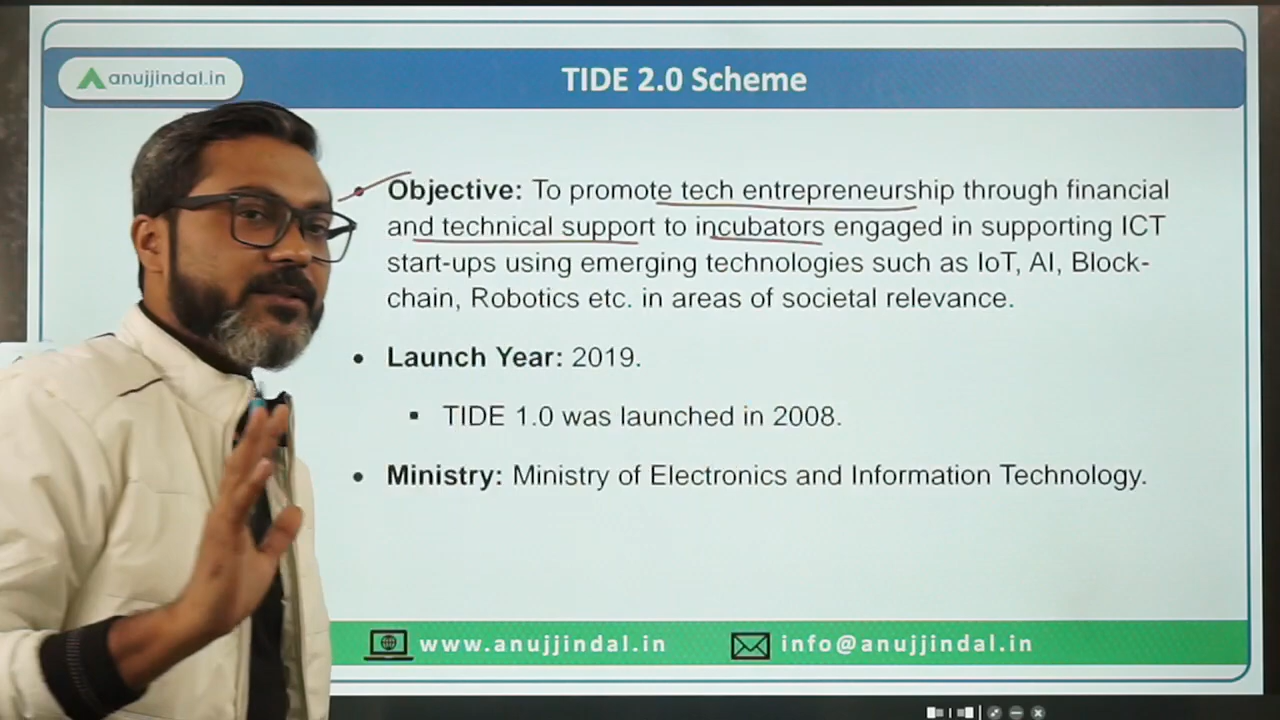 anujjindal.in
TIDE 2.0 Scheme
Objective: To promote tech entrepreneurship through financial
and technical support to incubators engaged in supporting ICT
start-ups using emerging technologies such as IoT, AI, Block-
chain, Robotics etc. in areas of societal relevance.
Launch Year: 2019.
TIDE 1.0 was launched in 2008.
Ministry: Ministry of Electronics and Information Technology.
www.anujjindal.in
info@anujjindal.in